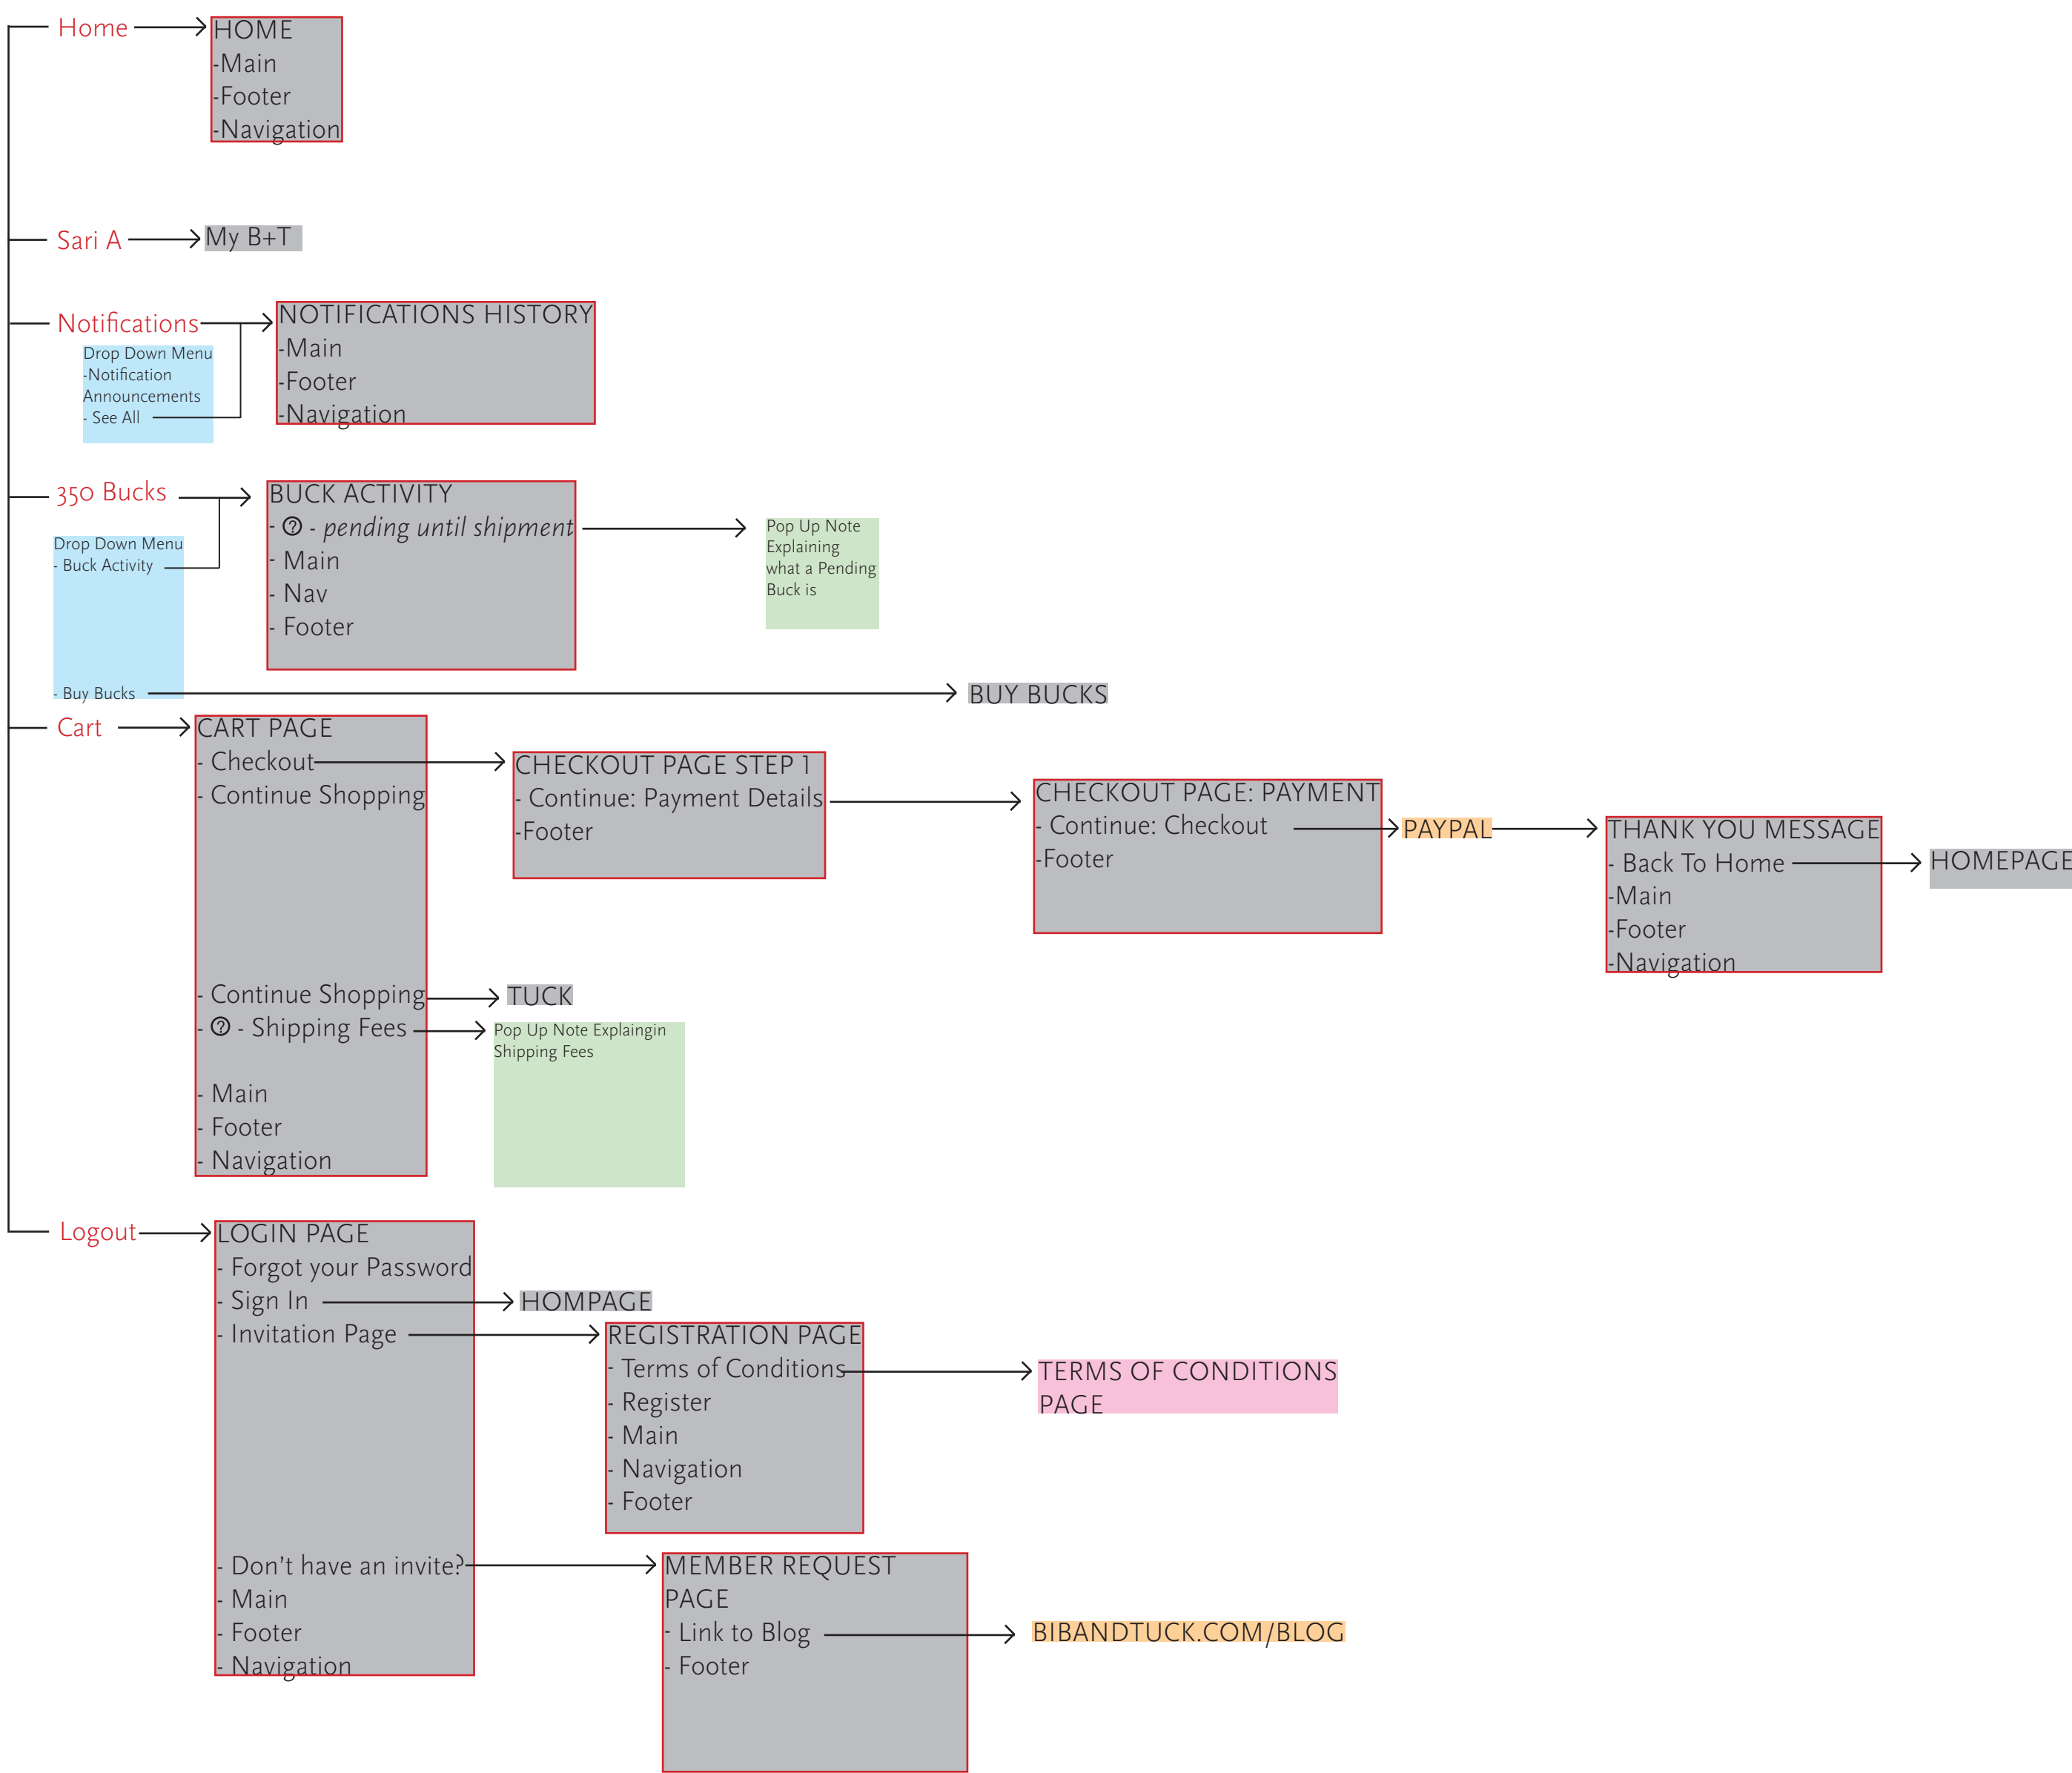 Home
HOME
-Main
-Footer
-Navigation
Sari A
My B+T
Notifications
Drop Down Menu
-Notification
Announcements
- See All
NOTIFICATIONS HISTORY
-Main
-Footer
-Navigation
350 Bucks
Drop Down Menu
- Buck Activity
- Buy Bucks
BUCK ACTIVITY
- ? - pending until shipment
- Main
- Nav
- Footer
Pop Up Note
Explaining
what a Pending
Buck is
BUY BUCKS
Cart
CART PAGE
- Checkout
- Continue Shopping
- Continue Shopping
- ? - Shipping Fees
- Main
- Footer
- Navigation
CHECKOUT PAGE STEP 1
- Continue: Payment Details
-Footer
CHECKOUT PAGE: PAYMENT
- Continue: Checkout
-Footer
PAYPAL
THANK YOU MESSAGE
- Back To Home
-Main
-Footer
-Navigation
HOMEPAGE
TUCK
Pop Up Note Explaingin
Shipping Fees
Logout
LOGIN PAGE
- Forgot your Password
- Sign In
- Invitation Page
- Don't have an invite?
- Main
- Footer
- Navigation
HOMPAGE
REGISTRATION PAGE
- Terms of Conditions
- Register
- Main
- Navigation
- Footer
TERMS OF CONDITIONS
PAGE
MEMBER REQUEST
PAGE
- Link to Blog
- Footer
BIBANDTUCK.COM/BLOG